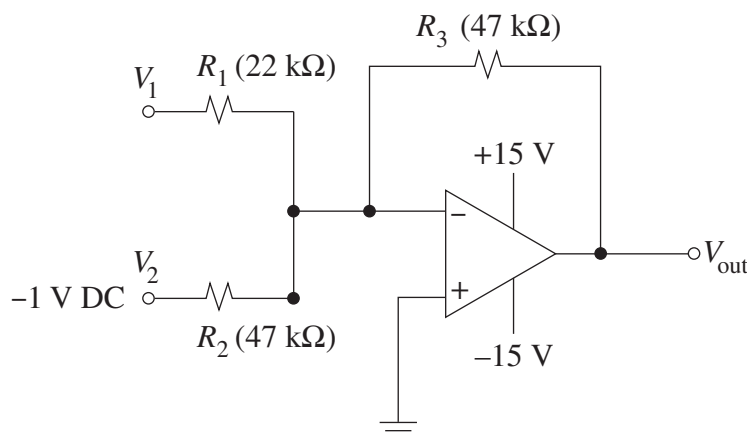 R3 (47 kΩ)
R1 (22 kΩ)
V1
+15 V
−
V2
−1 V DC
+
Vout
R2 (47 kΩ)
−15 V